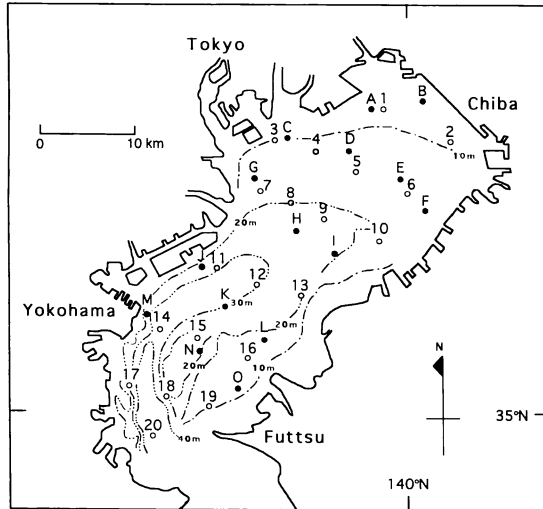 Tokyo
Chiba
0 10 km
A 1 B
3 C 4 D 2
10m
5 E
G 7 6 F
8 9
20m H 10
I
J 11
12
Yokohama
M K 30m 13
14 15 L 20m
N 16
20m 10m
17 18 O
19
20 40m
Futtsu
N
35°N
140°N